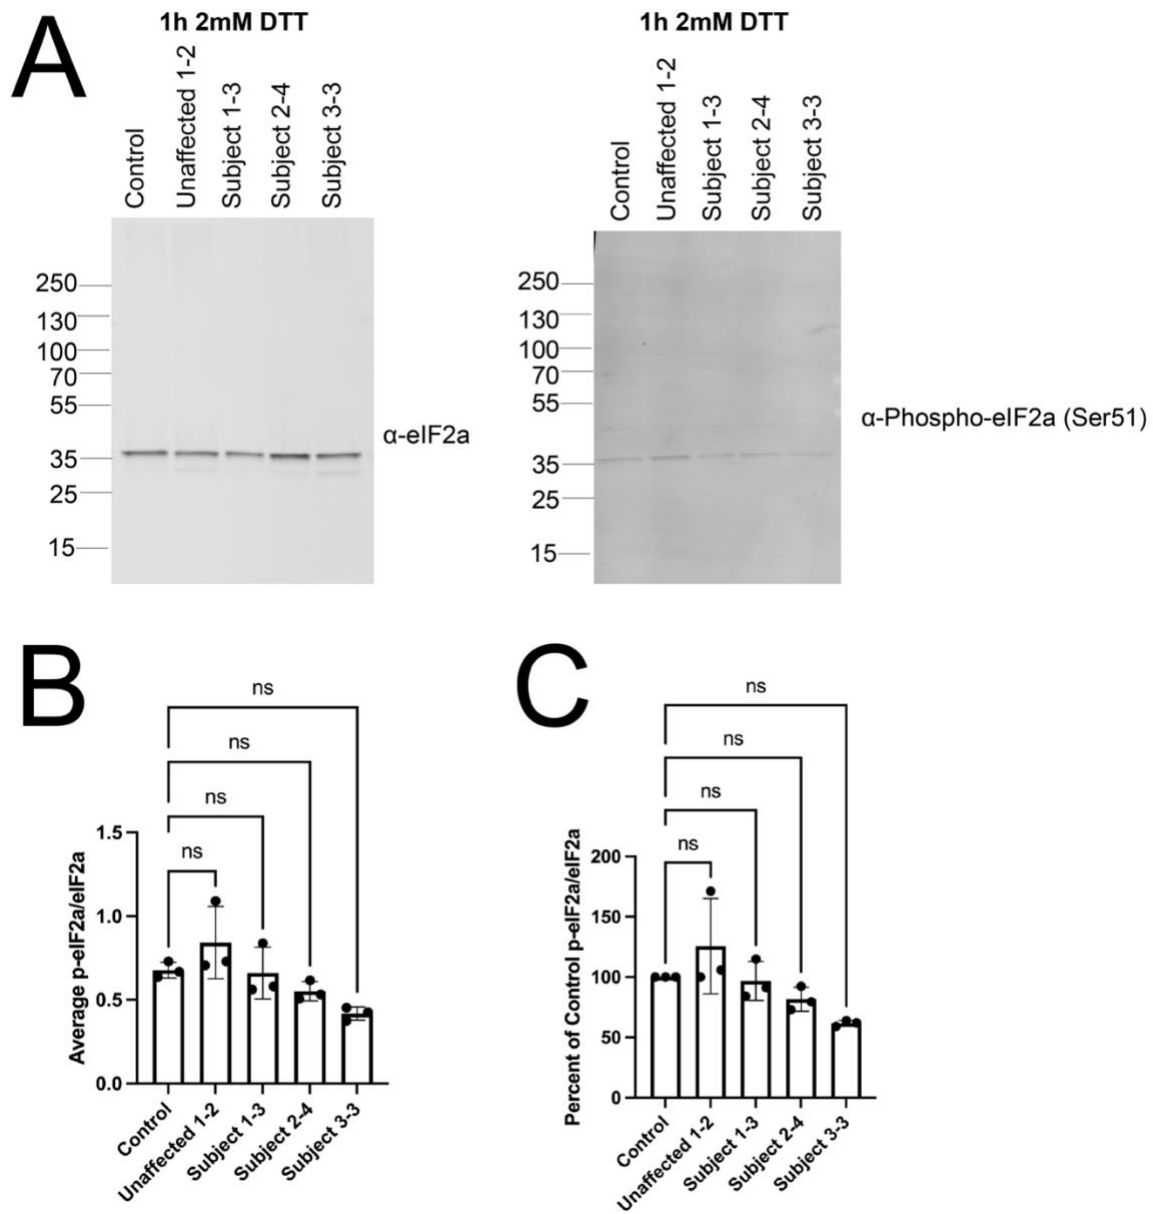 A
1h 2mM DTT
Control
Unaffected 1-2
Subject 1-3
Subject 2-4
Subject 3-3
250
130
100
70
55
35
25
15
α-eIF2a
1h 2mM DTT
Control
Unaffected 1-2
Subject 1-3
Subject 2-4
Subject 3-3
250
130
100
70
55
35
25
15
α-Phospho-eIF2a (Ser51)
B
ns
ns
ns
ns
Average p-eIF2a/eIF2a
1.5
1.0
0.5
0.0
Control
Unaffected 1-2
Subject 1-3
Subject 2-4
Subject 3-3
C
ns
ns
ns
ns
Percent of Control p-eIF2a/eIF2a
200
150
100
50
0
Control
Unaffected 1-2
Subject 1-3
Subject 2-4
Subject 3-3